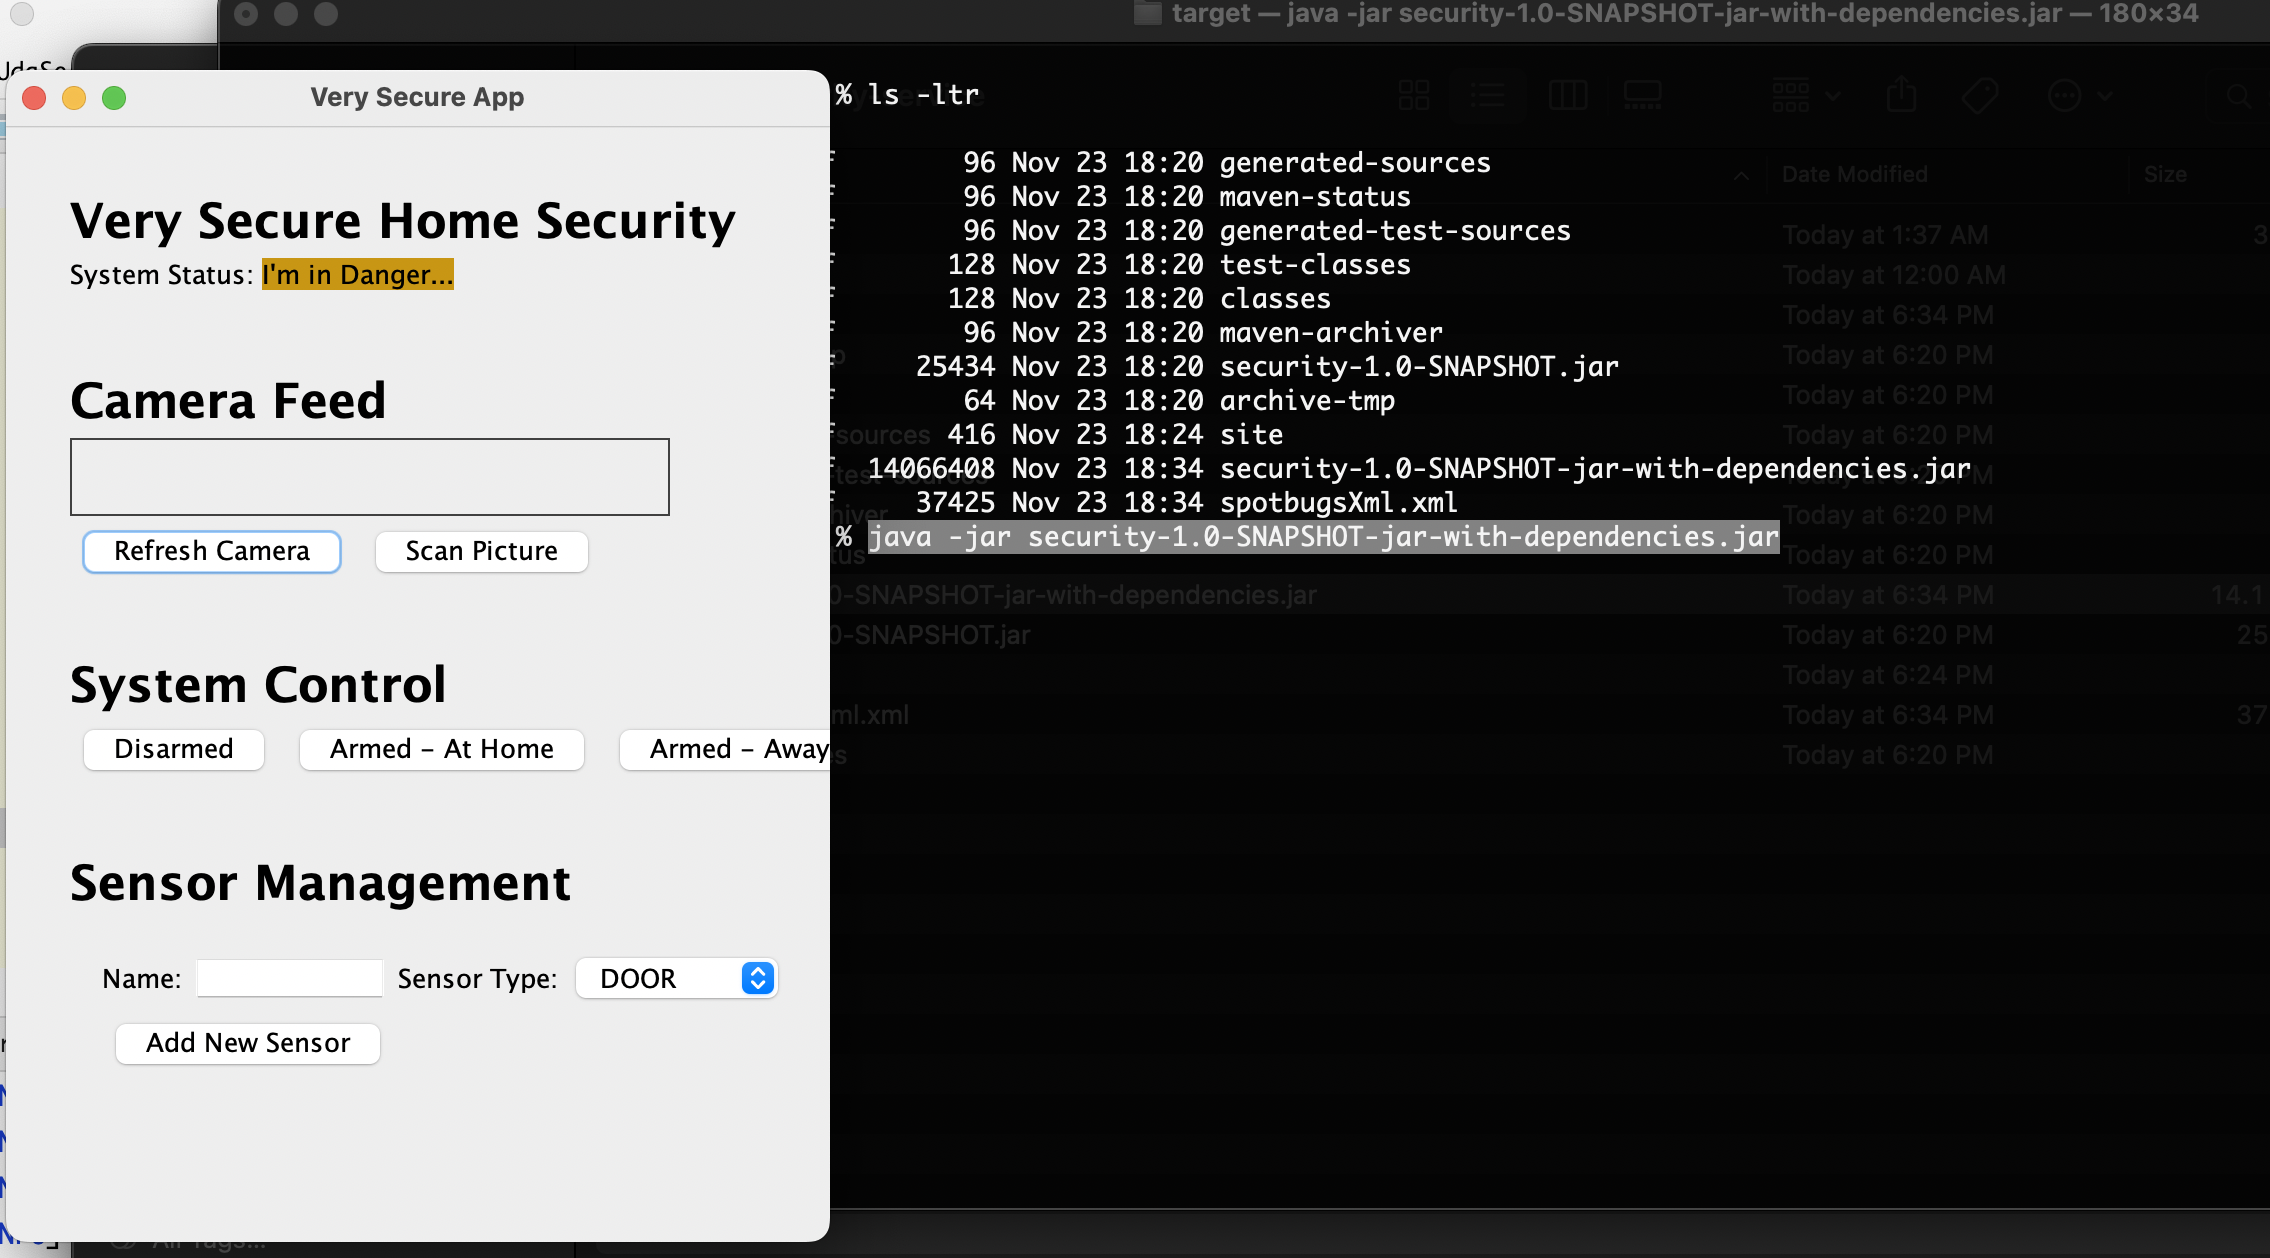 target — java -jar security-1.0-SNAPSHOT-jar-with-dependencies.jar — 180×34
Very Secure App
Very Secure Home Security
System Status: I'm in Danger...
Camera Feed
Refresh Camera
Scan Picture
System Control
Disarmed
Armed - At Home
Armed - Away
Sensor Management
Name:
Sensor Type:
DOOR
Add New Sensor
% ls -ltr
96 Nov 23 18:20 generated-sources
96 Nov 23 18:20 maven-status
96 Nov 23 18:20 generated-test-sources
128 Nov 23 18:20 test-classes
128 Nov 23 18:20 classes
96 Nov 23 18:20 maven-archiver
25434 Nov 23 18:20 security-1.0-SNAPSHOT.jar
64 Nov 23 18:20 archive-tmp
416 Nov 23 18:24 site
14066408 Nov 23 18:34 security-1.0-SNAPSHOT-jar-with-dependencies.jar
37425 Nov 23 18:34 spotbugsXml.xml
% java -jar security-1.0-SNAPSHOT-jar-with-dependencies.jar
Date Modified
Size
Today at 1:37 AM
Today at 12:00 AM
Today at 6:34 PM
Today at 6:20 PM
Today at 6:20 PM
Today at 6:20 PM
Today at 6:20 PM
Today at 6:20 PM
0-SNAPSHOT-jar-with-dependencies.jar
Today at 6:34 PM
14.1
0-SNAPSHOT.jar
Today at 6:20 PM
25
Today at 6:24 PM
ml.xml
Today at 6:34 PM
37
Today at 6:20 PM